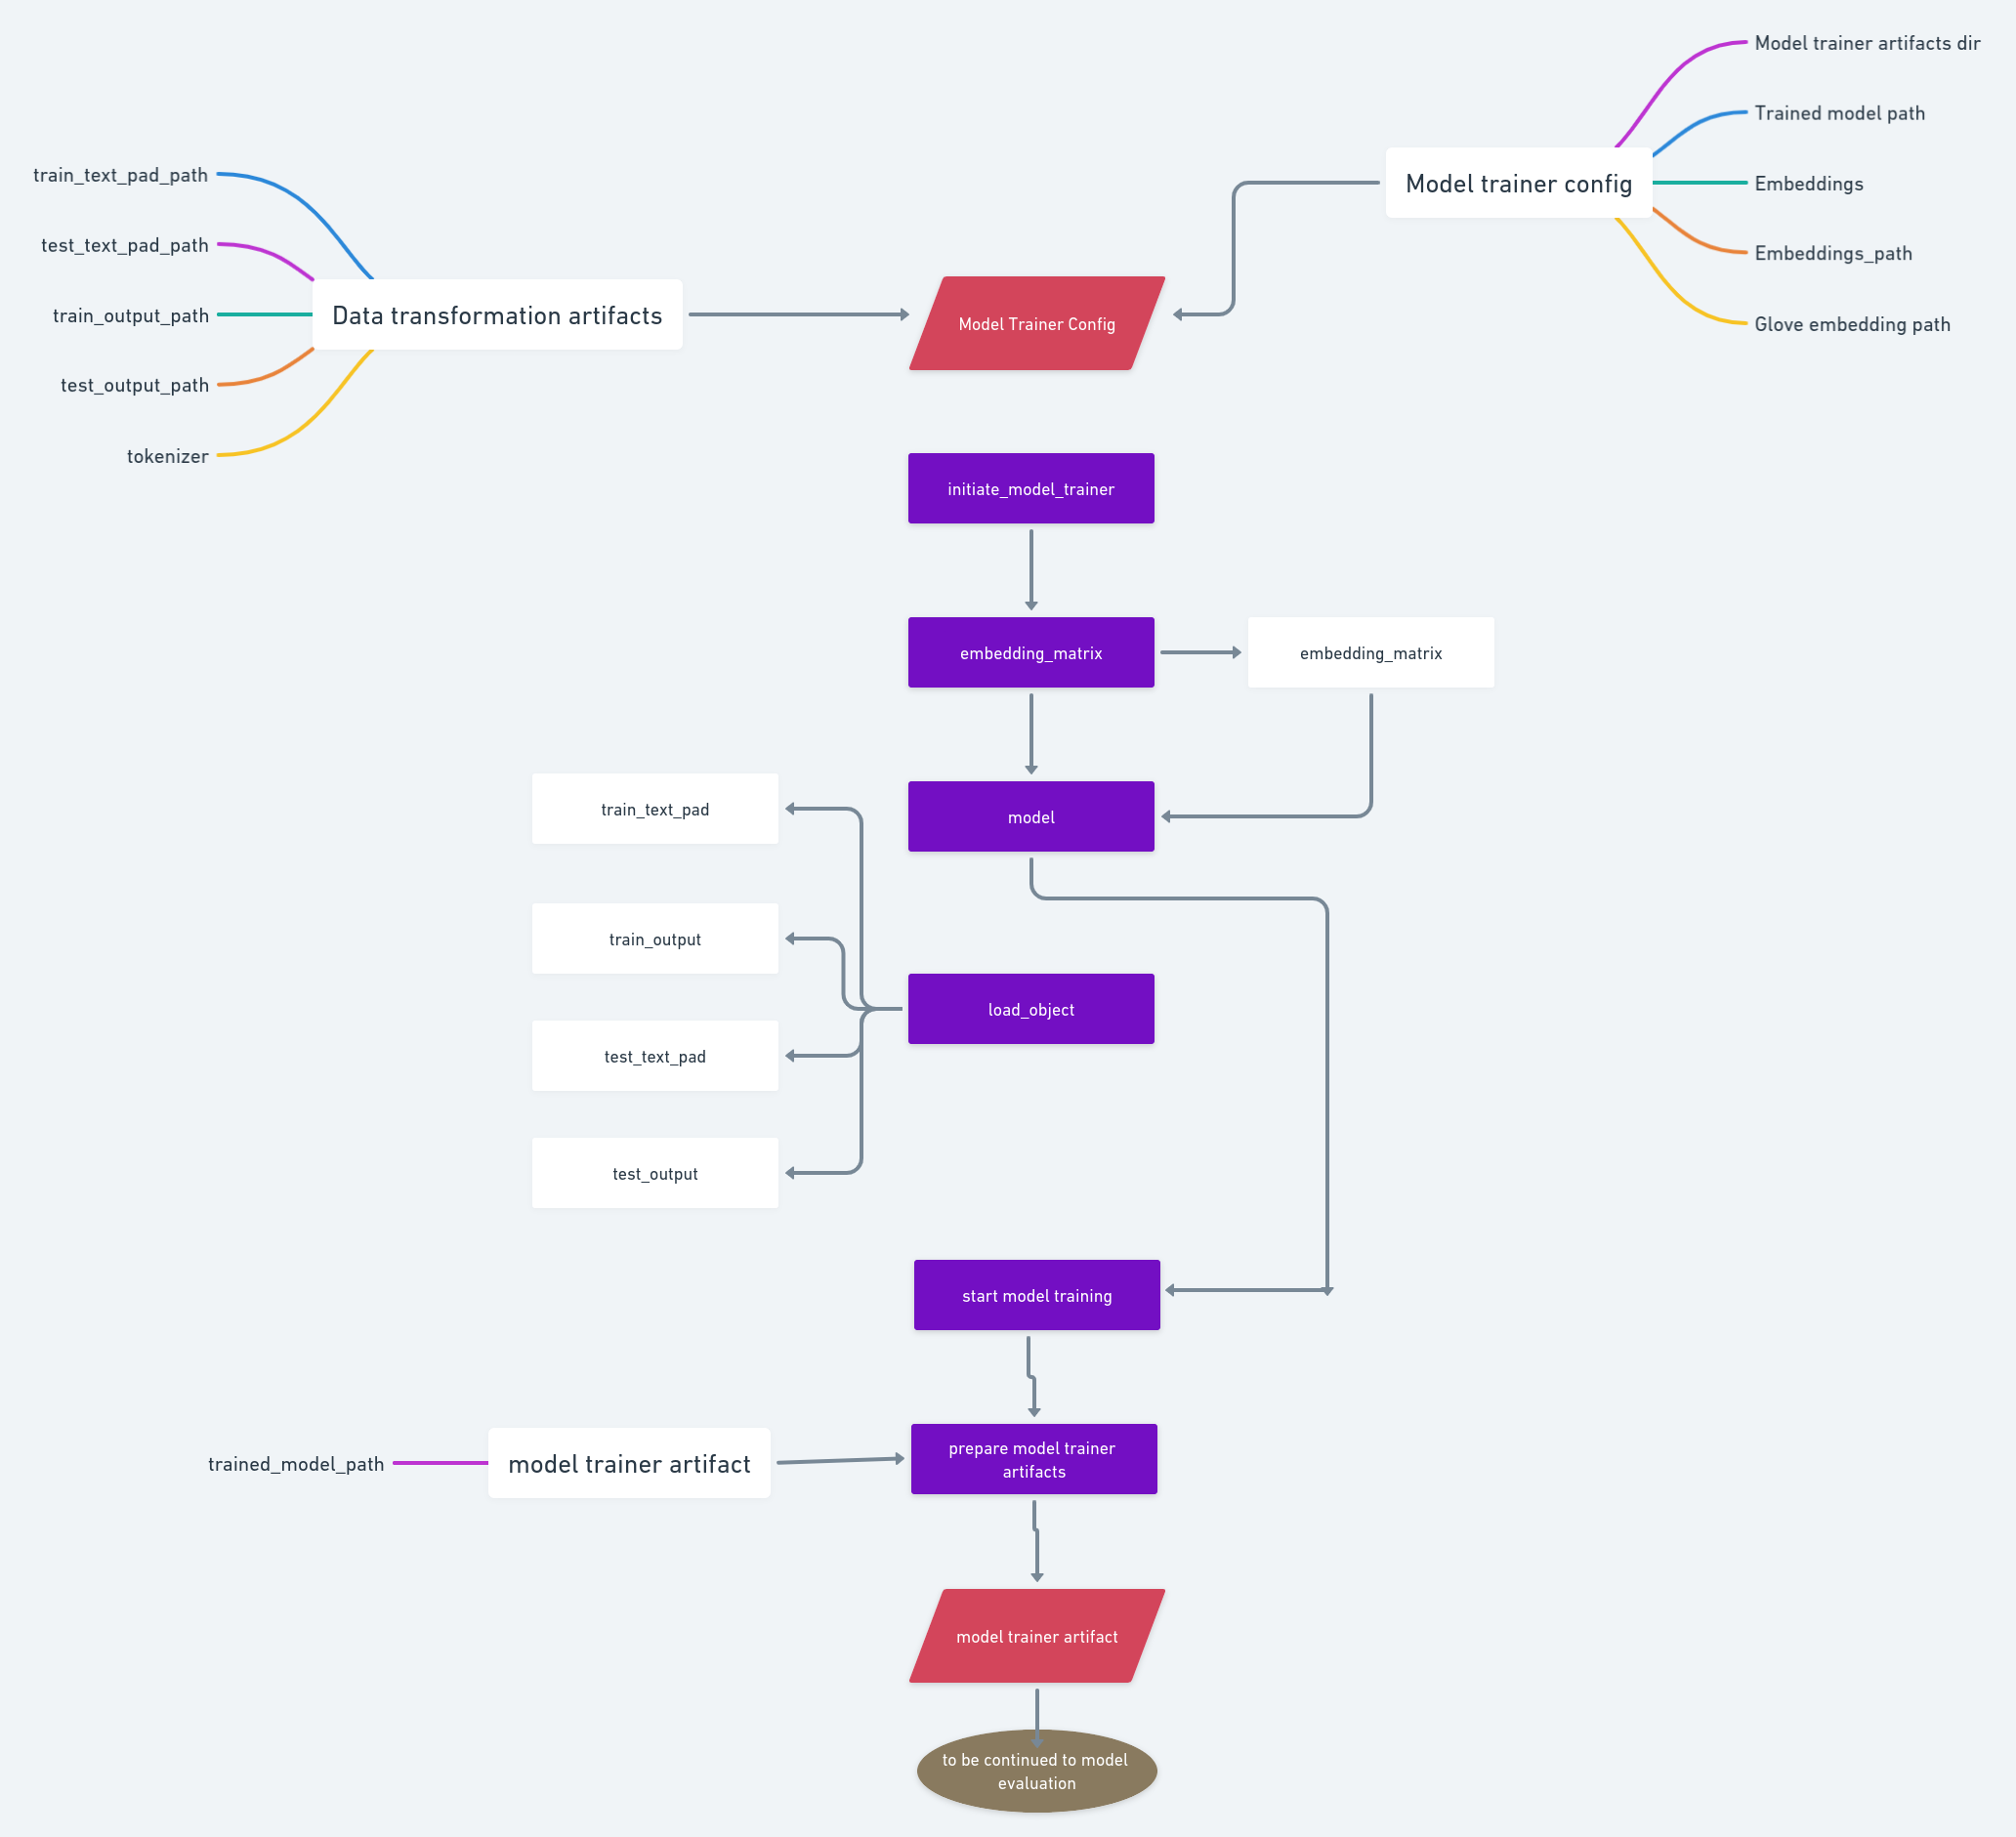 Model trainer artifacts dir
Trained model path
Model trainer config
Embeddings
Embeddings_path
Glove embedding path
train_text_pad_path
test_text_pad_path
train_output_path
test_output_path
tokenizer
Data transformation artifacts
Model Trainer Config
initiate_model_trainer
embedding_matrix
embedding_matrix
model
train_text_pad
train_output
load_object
test_text_pad
test_output
start model training
trained_model_path
model trainer artifact
prepare model trainer
artifacts
model trainer artifact
to be continued to model
evaluation